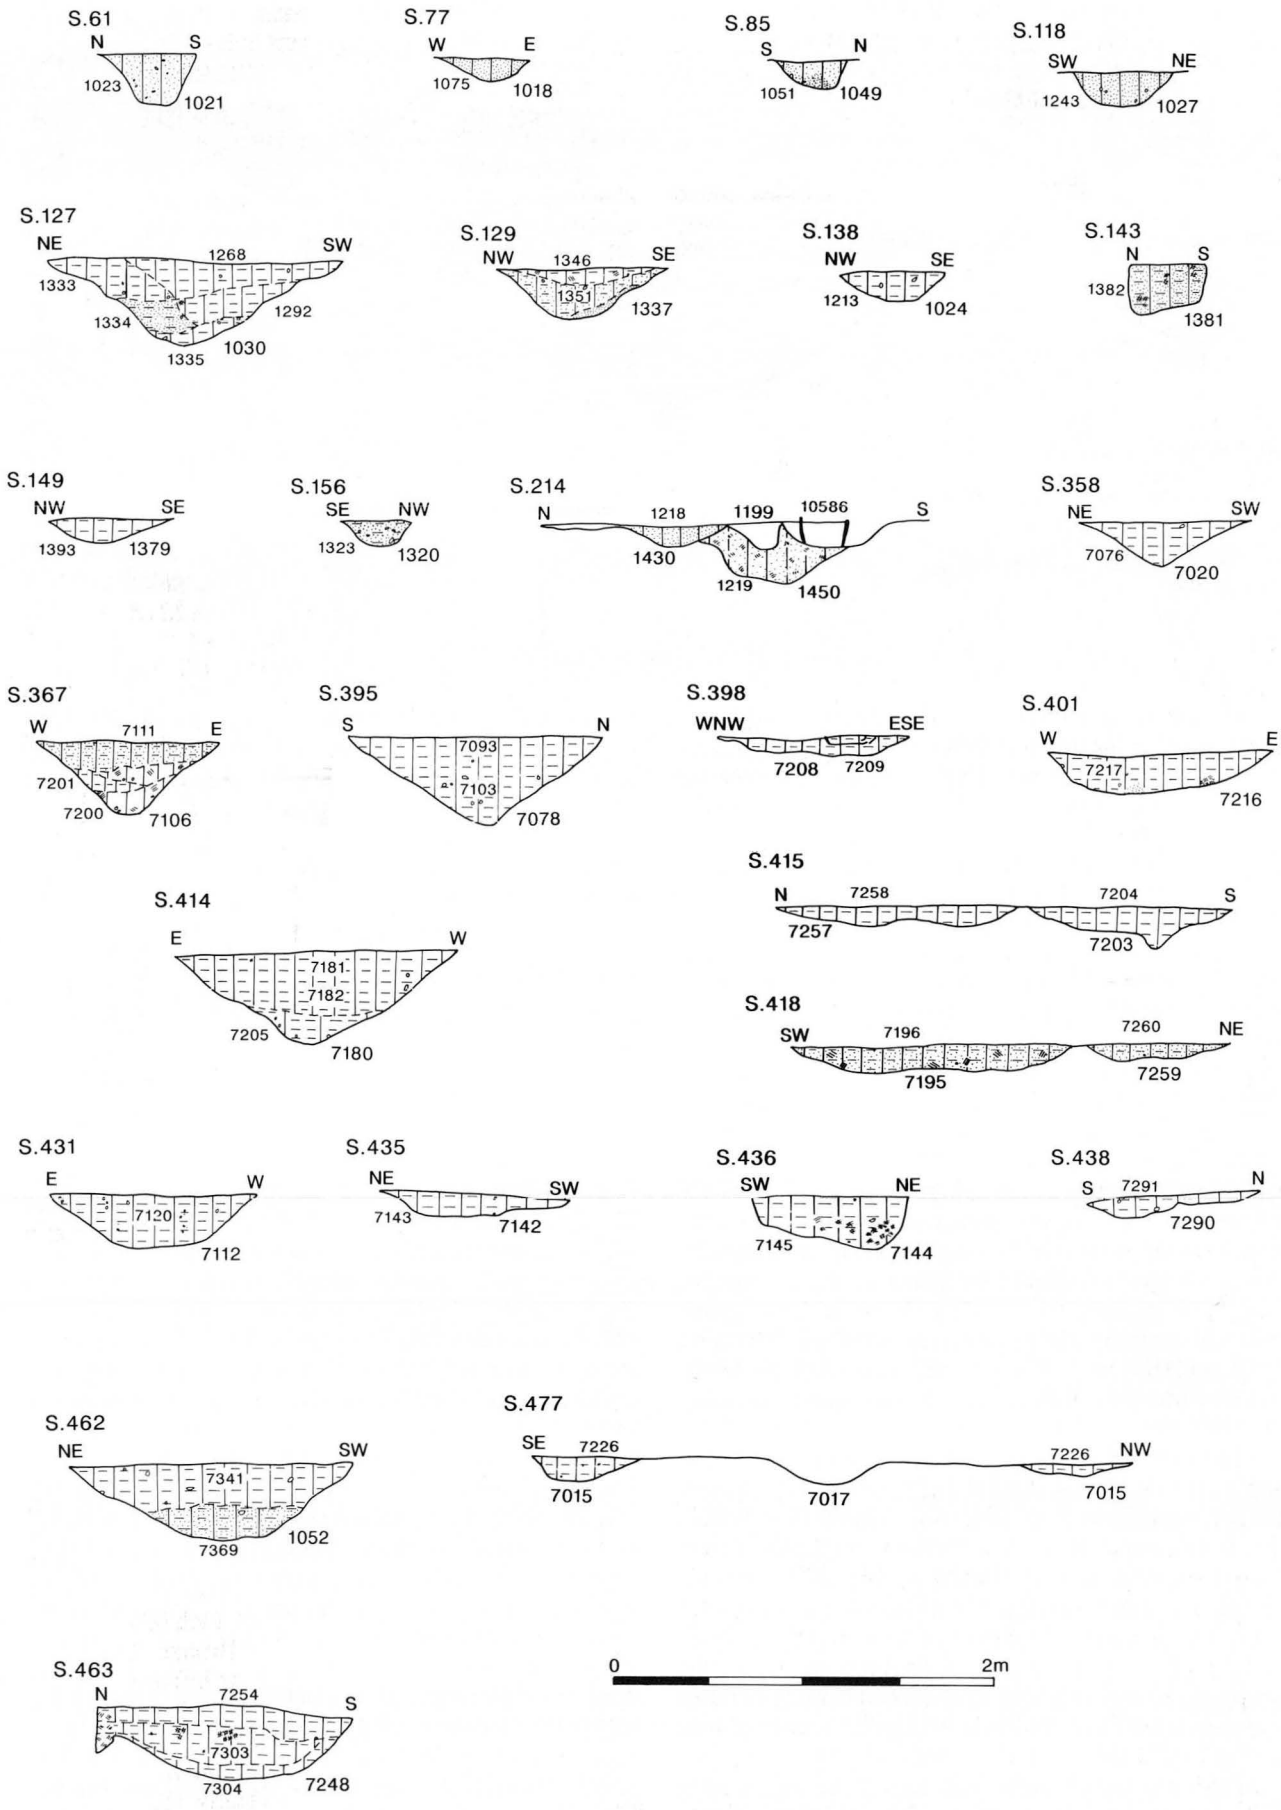 S.61
N S
1023 1021
S.77
W E
1075 1018
S.85
S N
1051 1049
S.118
SW NE
1243 1027
S.127
NE SW
1268
1333
1334 1292
1335 1030
S.129
NW SE
1346
1351
1337
S.138
NW SE
1213 1024
S.143
N S
1382
1381
S.149
NW SE
1393 1379
S.156
SE NW
1323 1320
S.214
N S
1218 1199 10586
1430
1219 1450
S.358
NE SW
7076 7020
S.367
W E
7111
7201
7200 7106
S.395
S N
7093
7103
7078
S.398
WNW ESE
7208 7209
S.401
W E
7217
7216
S.414
E W
7181
7182
7205 7180
S.415
N S
7258 7204
7257 7203
S.418
SW NE
7196 7260
7195 7259
S.431
E W
7120
7112
S.435
NE SW
7143 7142
S.436
SW NE
7145 7144
S.438
S N
7291
7290
S.462
NE SW
7341
1052
7369
S.477
SE NW
7226 7226
7015 7017 7015
S.463
N S
7254
7303
7304 7248
0 2m